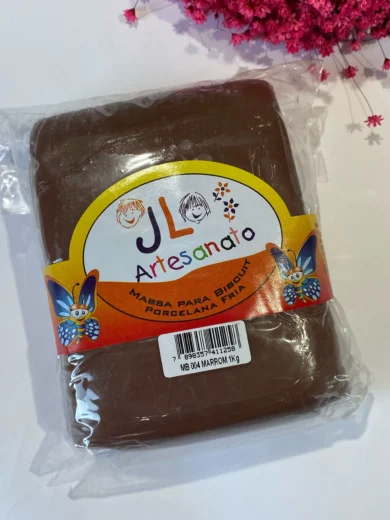 JL
Artesanato
MASSA PARA BISCUIT
PORCELANA FRIA
7 898357 411258
MB 004 MARROM 1Kg